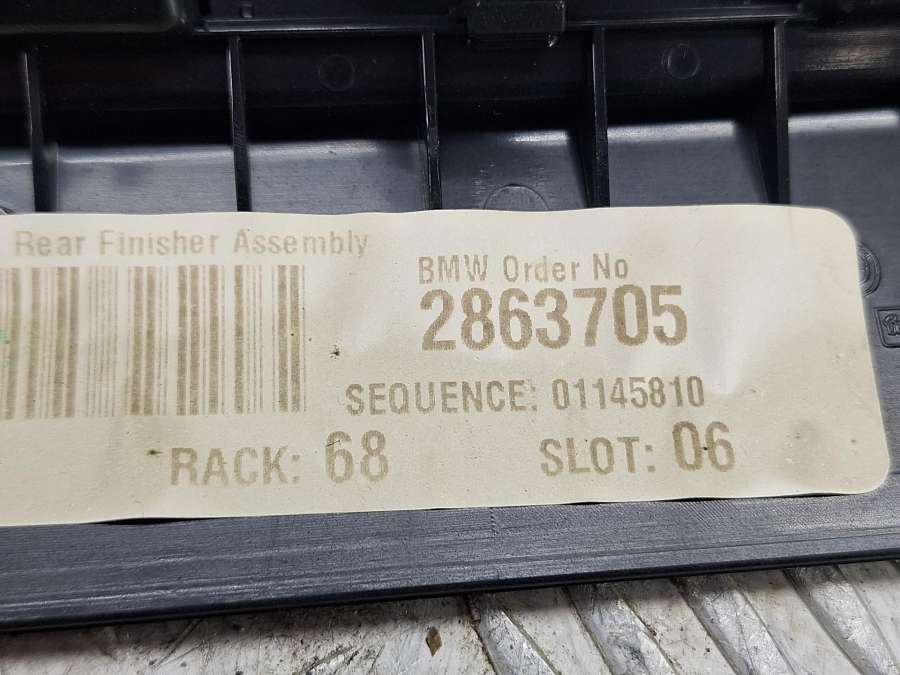 Rear Finisher Assembly
BMW Order No
2863705
SEQUENCE: 01145810
RACK: 68 SLOT: 06